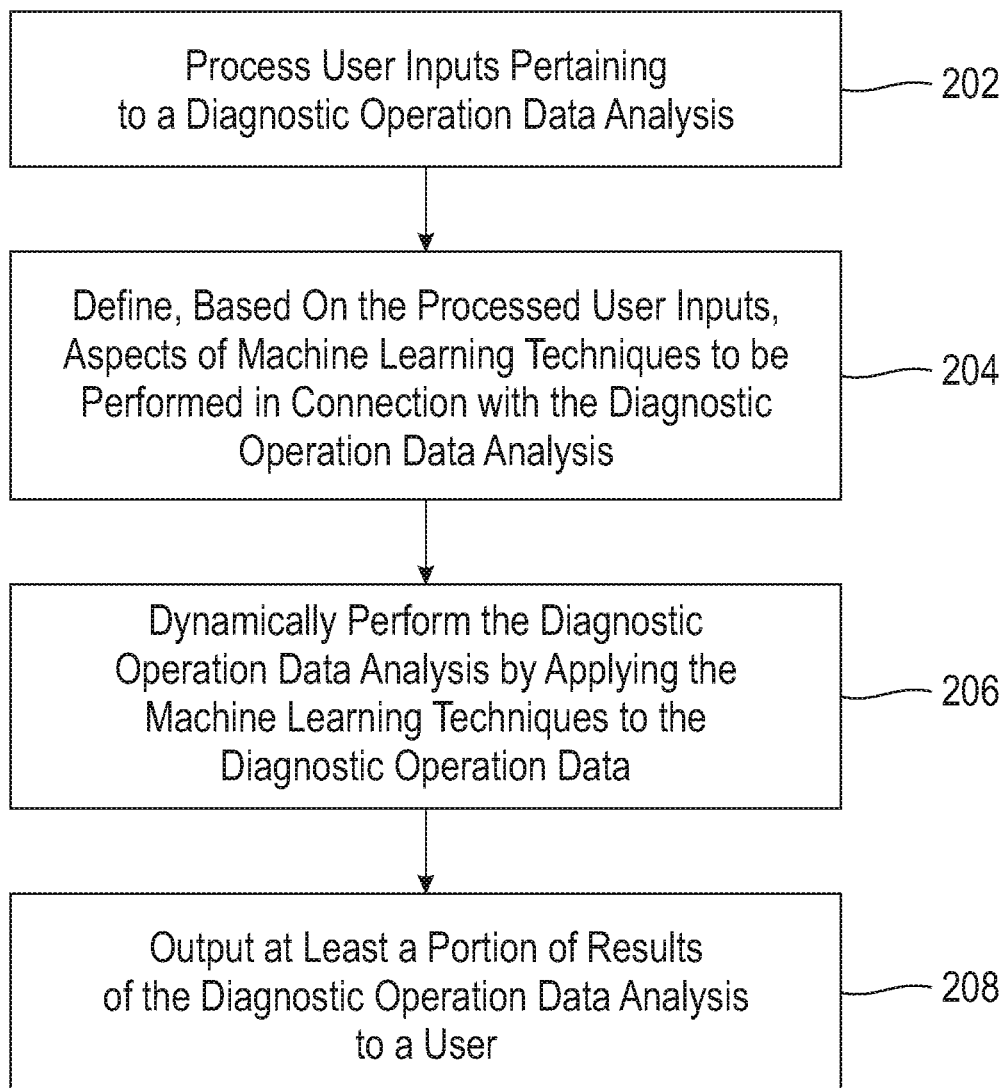 Process User Inputs Pertaining
to a Diagnostic Operation Data Analysis
202
Define, Based On the Processed User Inputs,
Aspects of Machine Learning Techniques to be
Performed in Connection with the Diagnostic
Operation Data Analysis
204
Dynamically Perform the Diagnostic
Operation Data Analysis by Applying the
Machine Learning Techniques to the
Diagnostic Operation Data
206
Output at Least a Portion of Results
of the Diagnostic Operation Data Analysis
to a User
208